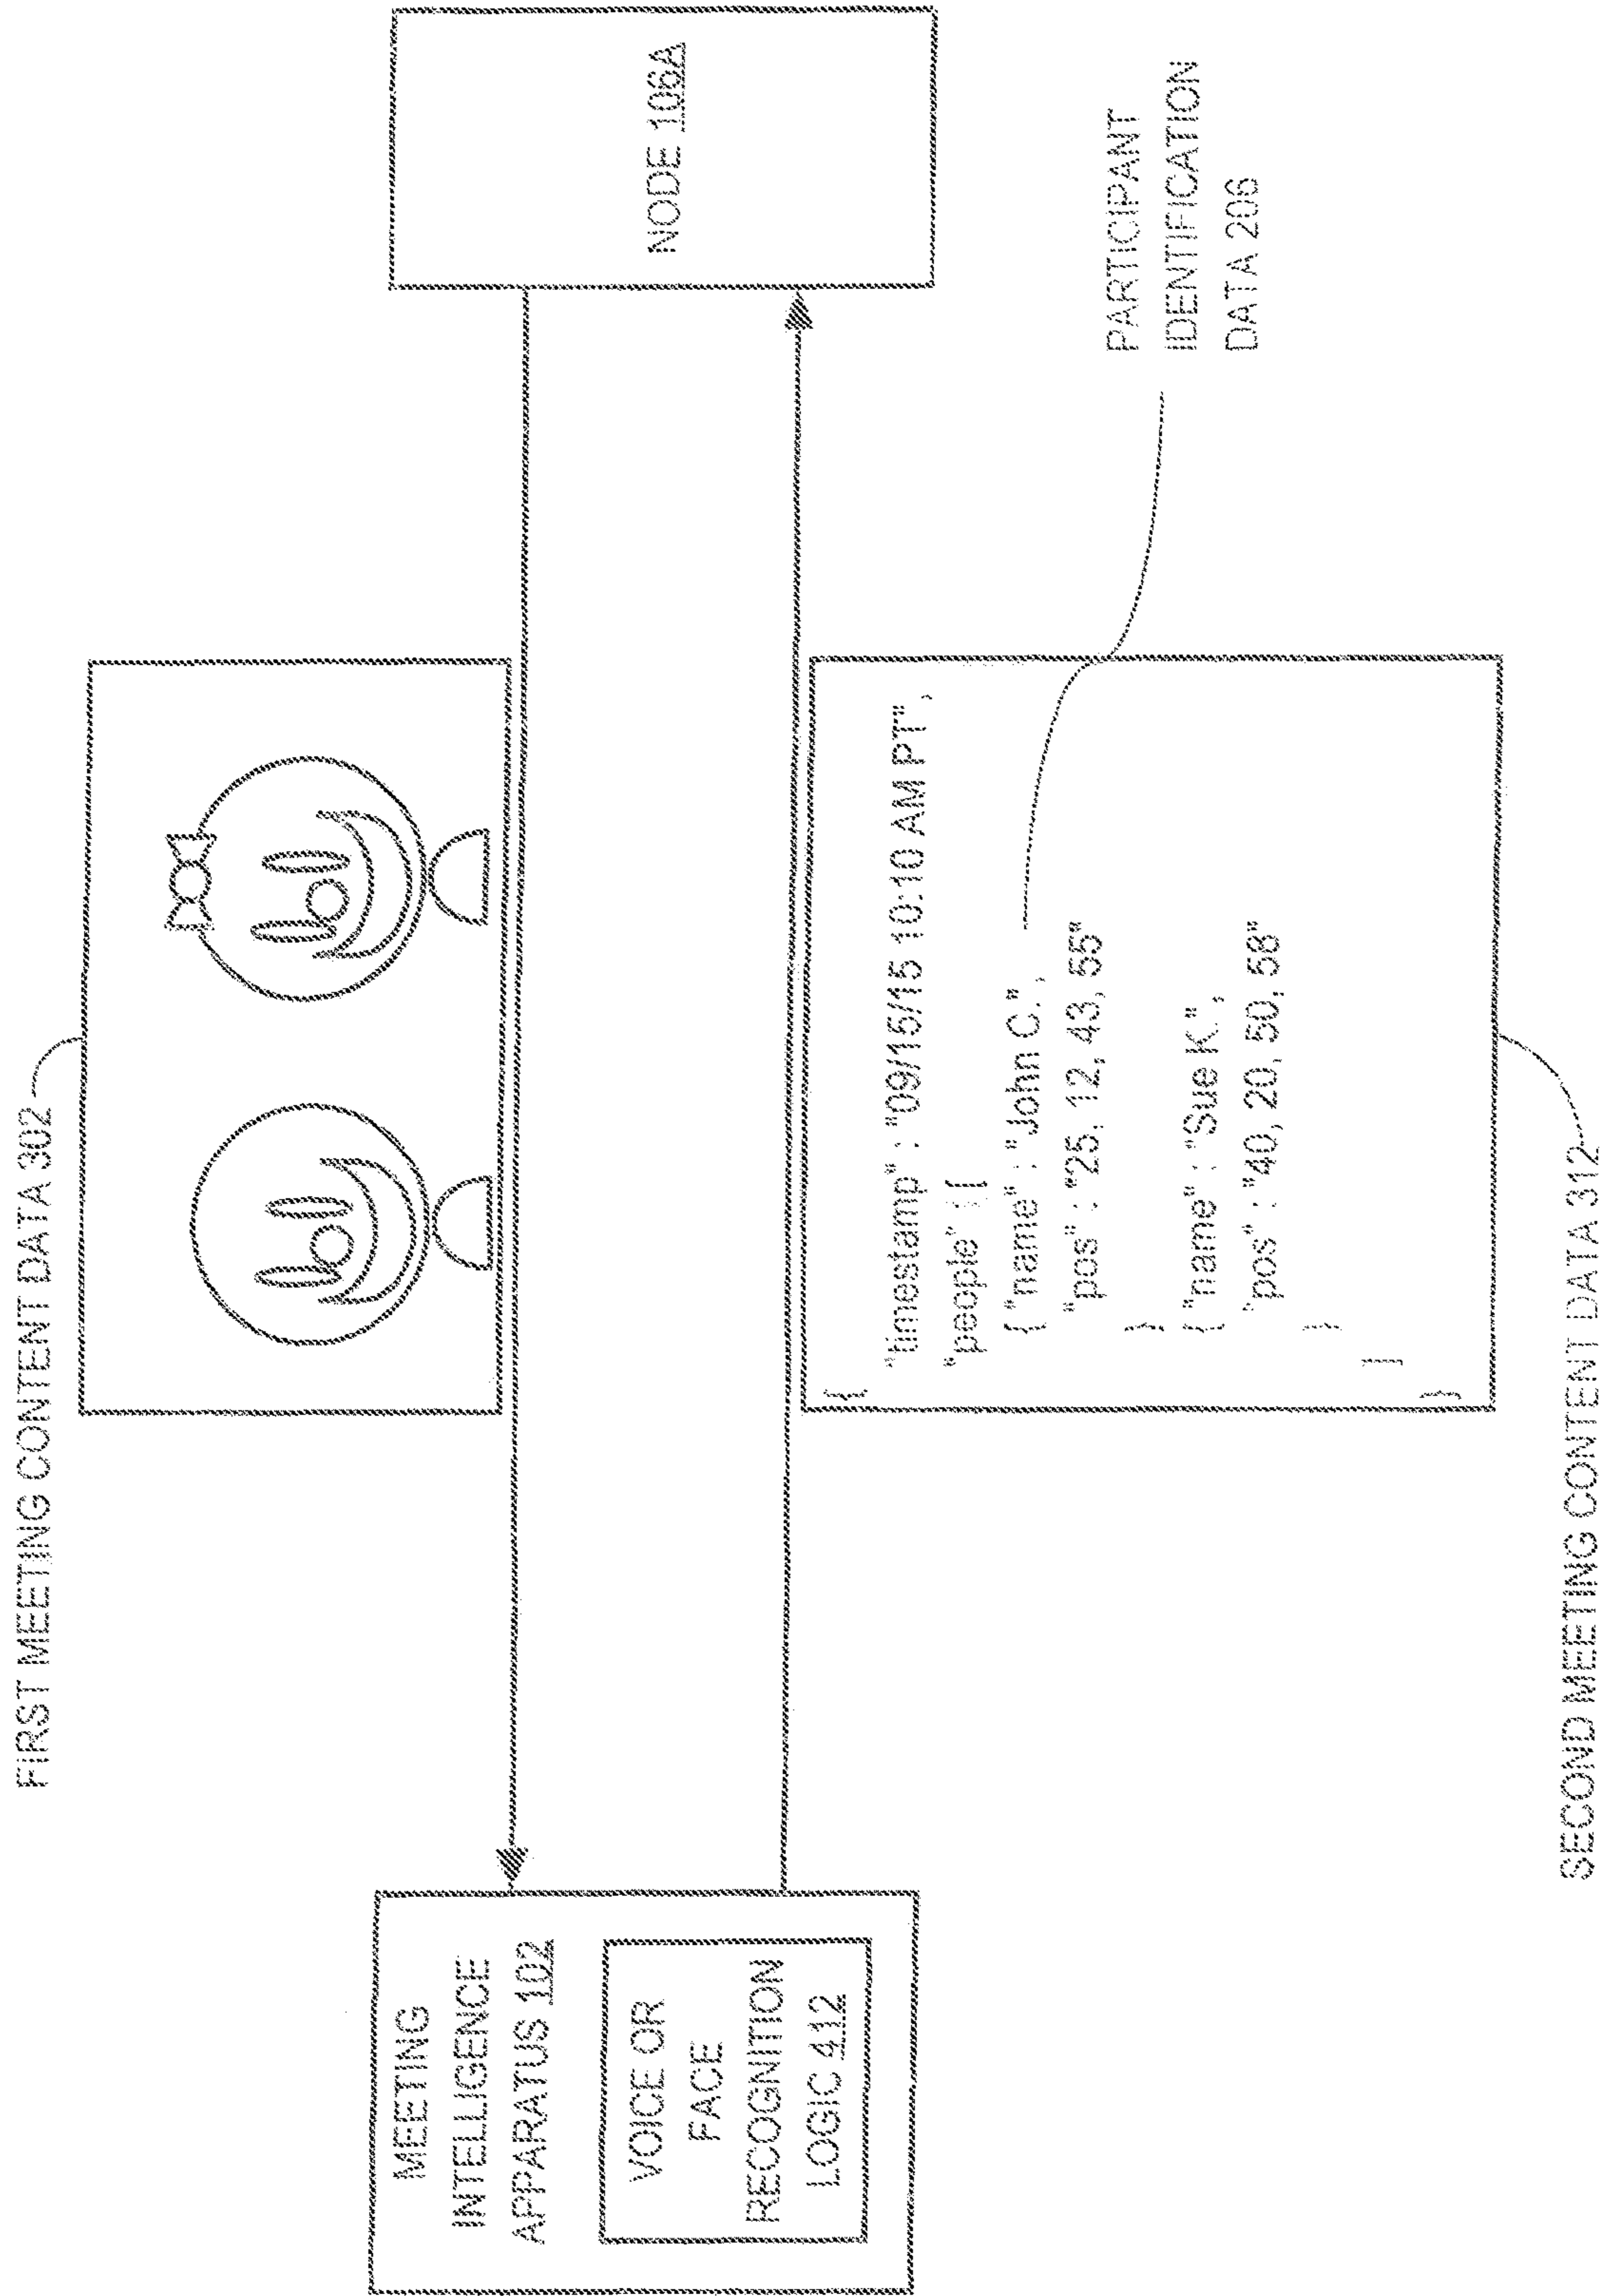 FIRST MEETING CONTENT DATA 302
MEETING
INTELLIGENCE
APPARATUS 102
VOICE OR
FACE
RECOGNITION
LOGIC 412
NODE 106A
{
"timestamp" : "09/15/15 10:10 AM PT",
"people" : [
{ "name" : "John C.",
"pos" : "25, 12, 43, 55"
}
{ "name" : "Sue K.",
"pos" : "40, 20, 50, 58"
}
]
}
PARTICIPANT
IDENTIFICATION
DATA 206
SECOND MEETING CONTENT DATA 312